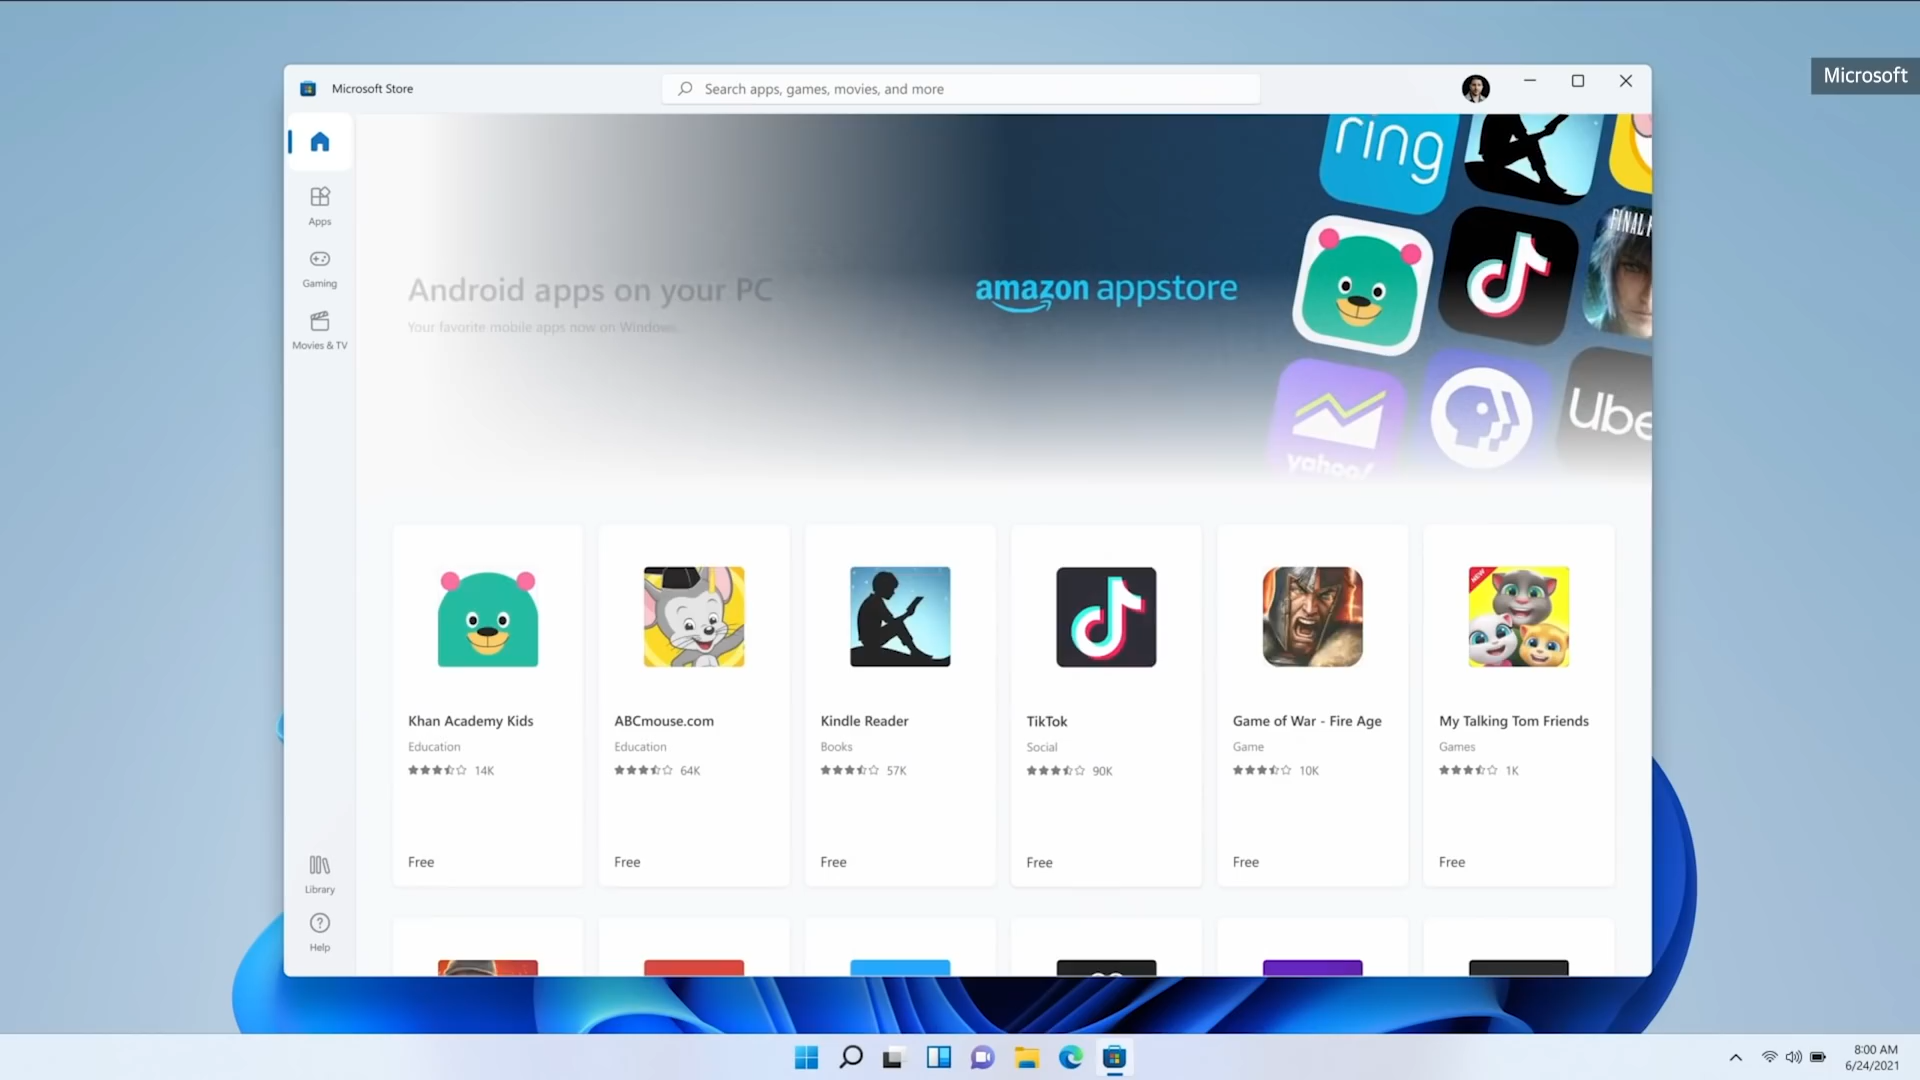 Microsoft
Microsoft Store
Search apps, games, movies, and more
Apps
Gaming
Movies & TV
Library
Help
Android apps on your PC
Your favorite mobile apps now on Windows.
amazon appstore
ring
FINAL F
yahoo!
Ube
Khan Academy Kids
Education
14K
Free
ABCmouse.com
Education
64K
Free
Kindle Reader
Books
57K
Free
TikTok
Social
90K
Free
Game of War - Fire Age
Game
10K
Free
NEW
My Talking Tom Friends
Games
1K
Free
8:00 AM
6/24/2021